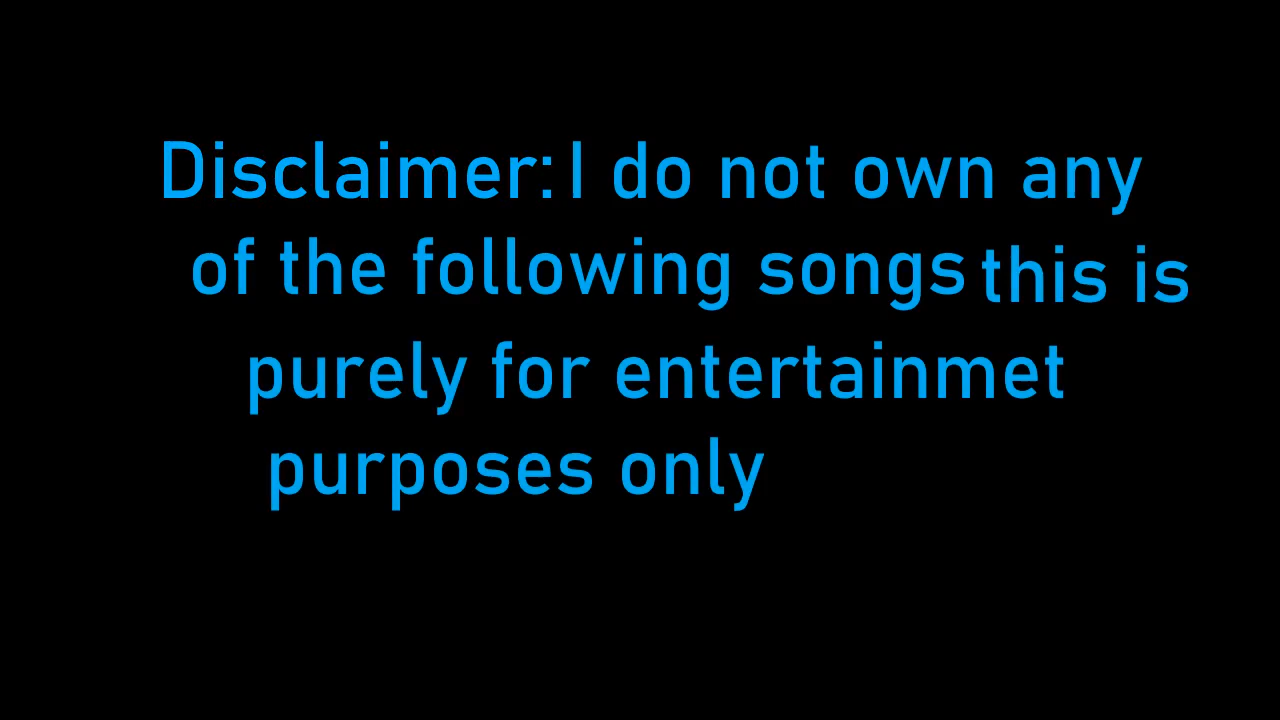 Disclaimer: I do not own any
of the following songs this is
purely for entertainmet
purposes only